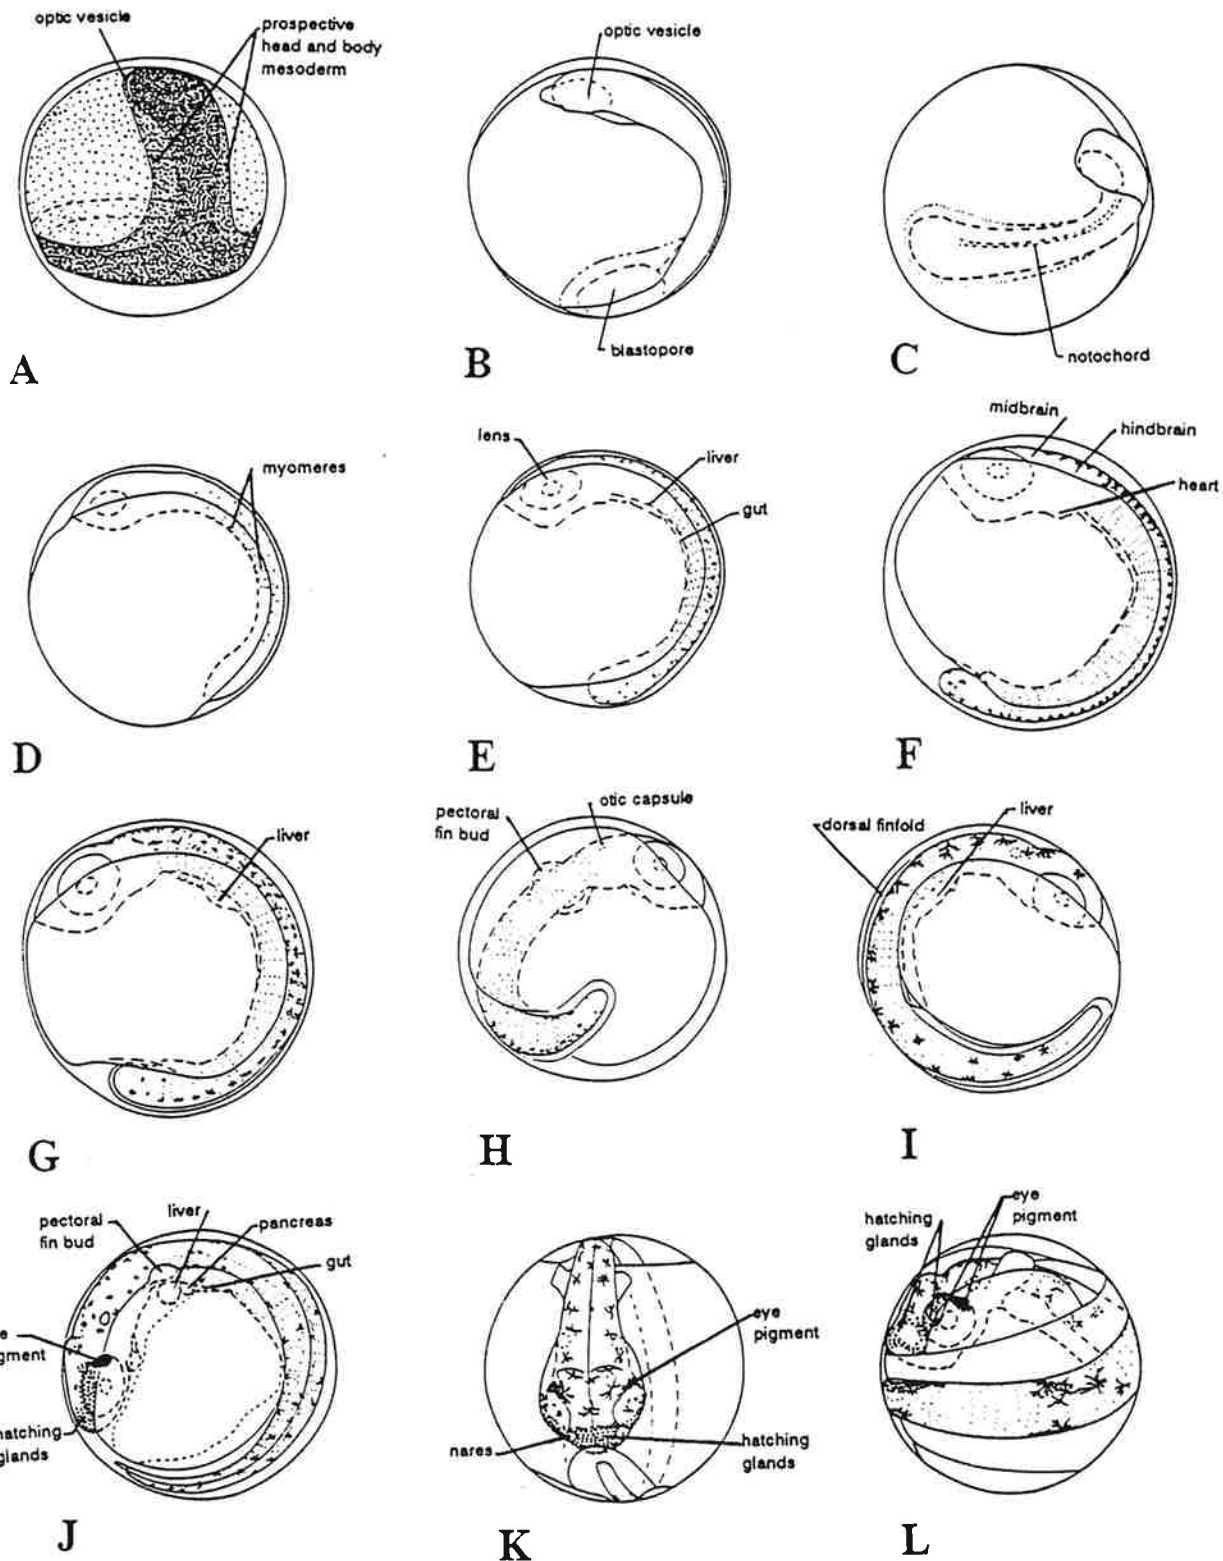 optic vesicle
prospective
head and body
mesoderm
A
optic vesicle
blastopore
B
notochord
C
myomeres
D
lens
liver
gut
E
midbrain
hindbrain
heart
F
liver
G
pectoral
fin bud
otic capsule
H
dorsal finfold
liver
I
pectoral
fin bud
liver
pancreas
gut
e
gment
hatching
glands
J
eye
pigment
nares
hatching
glands
K
hatching
glands
eye
pigment
L